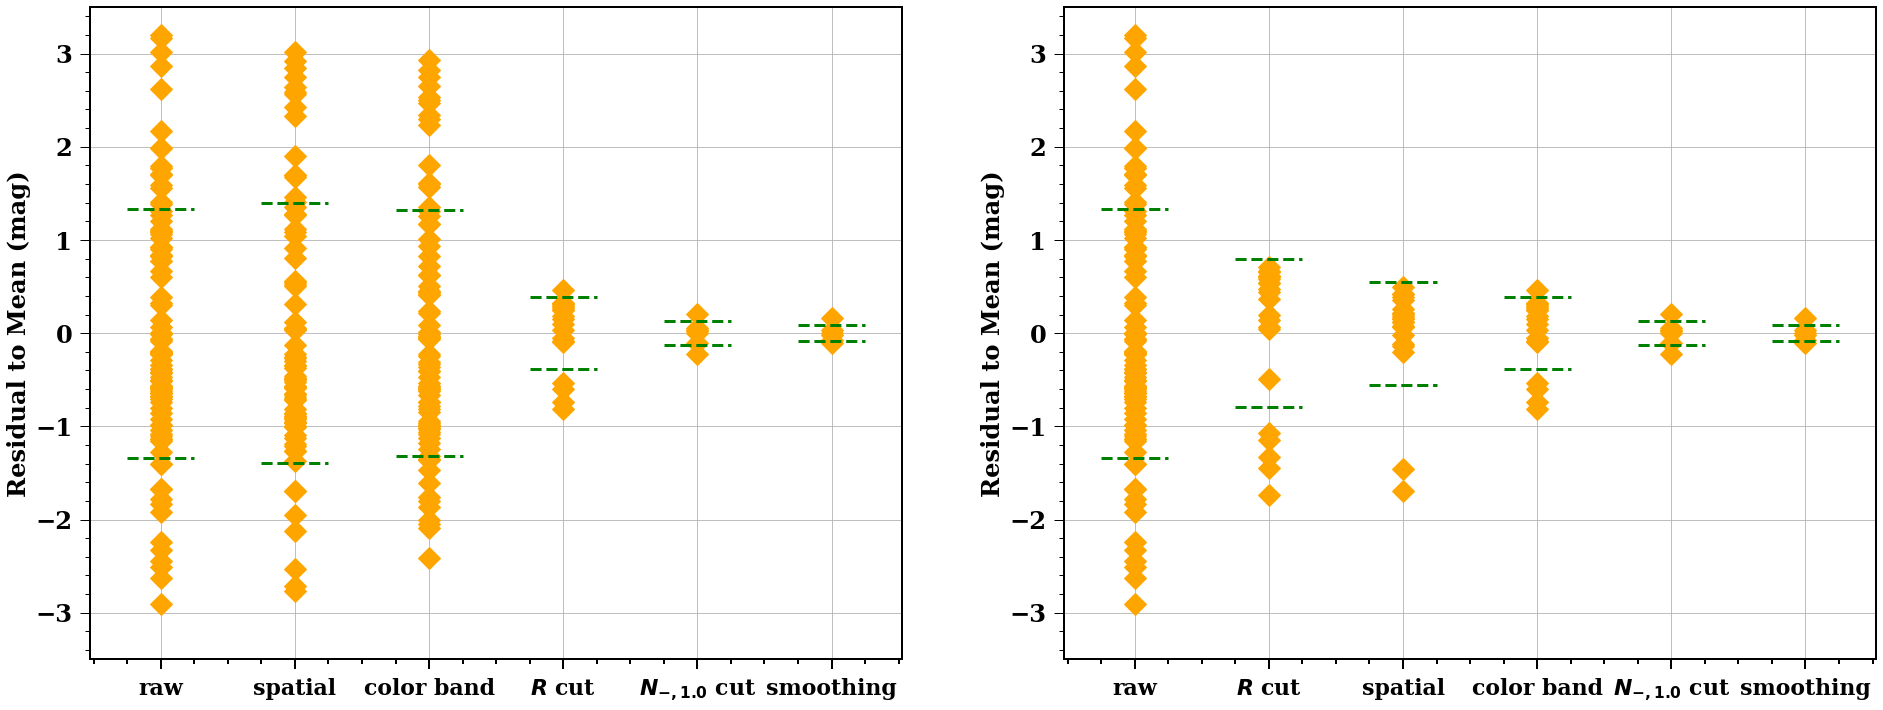 Residual to Mean (mag)
3
2
1
0
−1
−2
−3
raw
spatial
color band
R cut
N−, 1.0 cut
smoothing
Residual to Mean (mag)
3
2
1
0
−1
−2
−3
raw
R cut
spatial
color band
N−, 1.0 cut
smoothing